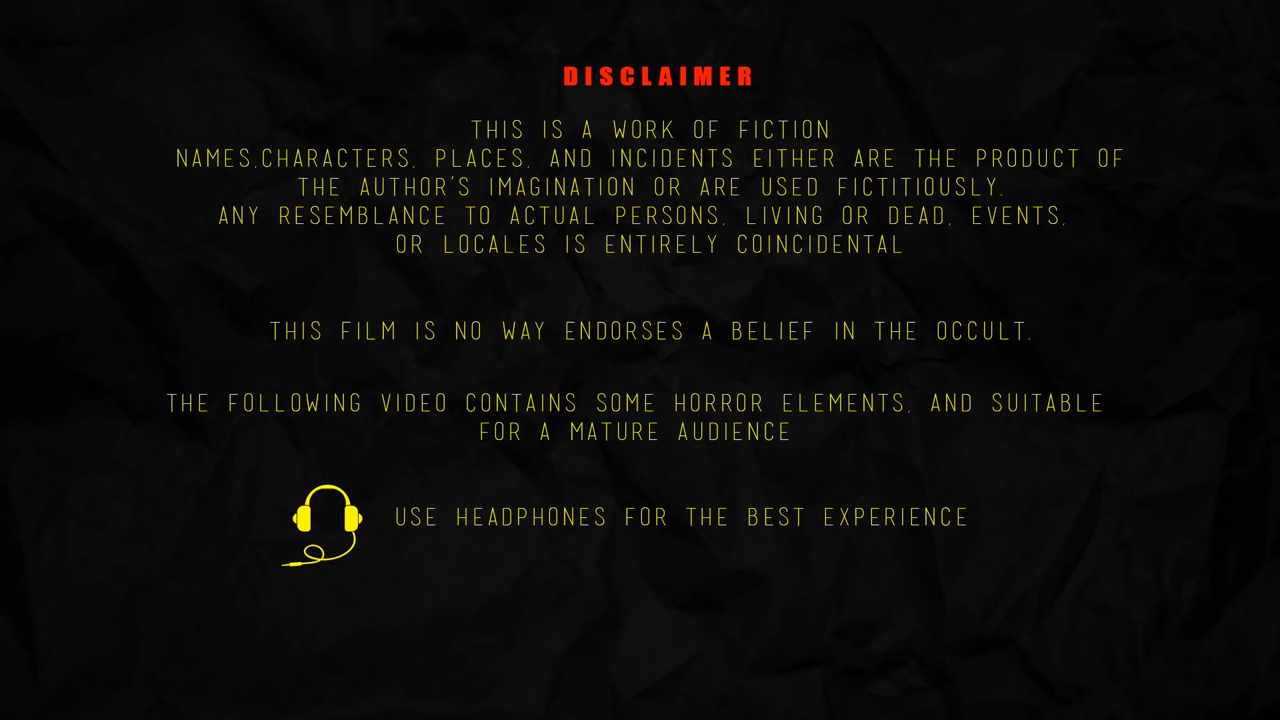 DISCLAIMER
THIS IS A WORK OF FICTION
NAMES,CHARACTERS, PLACES, AND INCIDENTS EITHER ARE THE PRODUCT OF
THE AUTHOR'S IMAGINATION OR ARE USED FICTITIOUSLY.
ANY RESEMBLANCE TO ACTUAL PERSONS, LIVING OR DEAD, EVENTS,
OR LOCALES IS ENTIRELY COINCIDENTAL
THIS FILM IS NO WAY ENDORSES A BELIEF IN THE OCCULT.
THE FOLLOWING VIDEO CONTAINS SOME HORROR ELEMENTS, AND SUITABLE
FOR A MATURE AUDIENCE
USE HEADPHONES FOR THE BEST EXPERIENCE